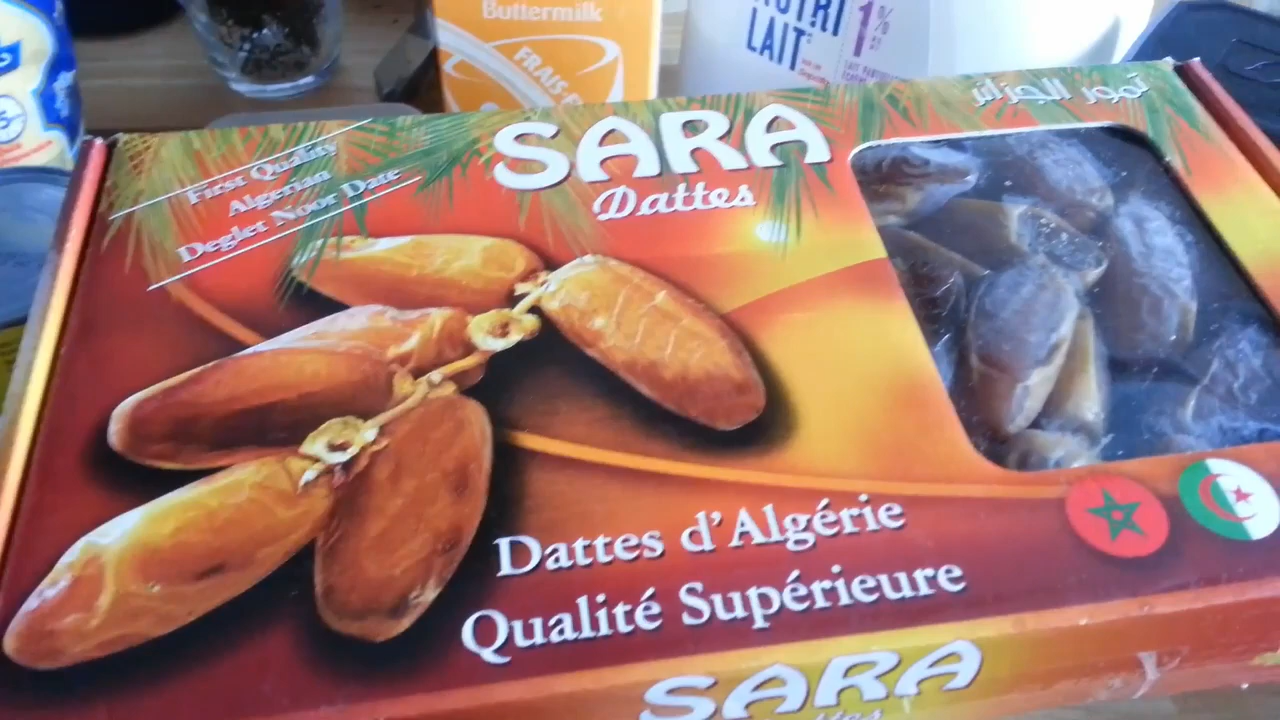 Buttermilk
FRAIS
NUTRI
LAIT
1%
SARA
Dattes
تمور الجزائر
First Quality
Algerian
Deglet Noor Date
Dattes d'Algérie
Qualité Supérieure
SARA